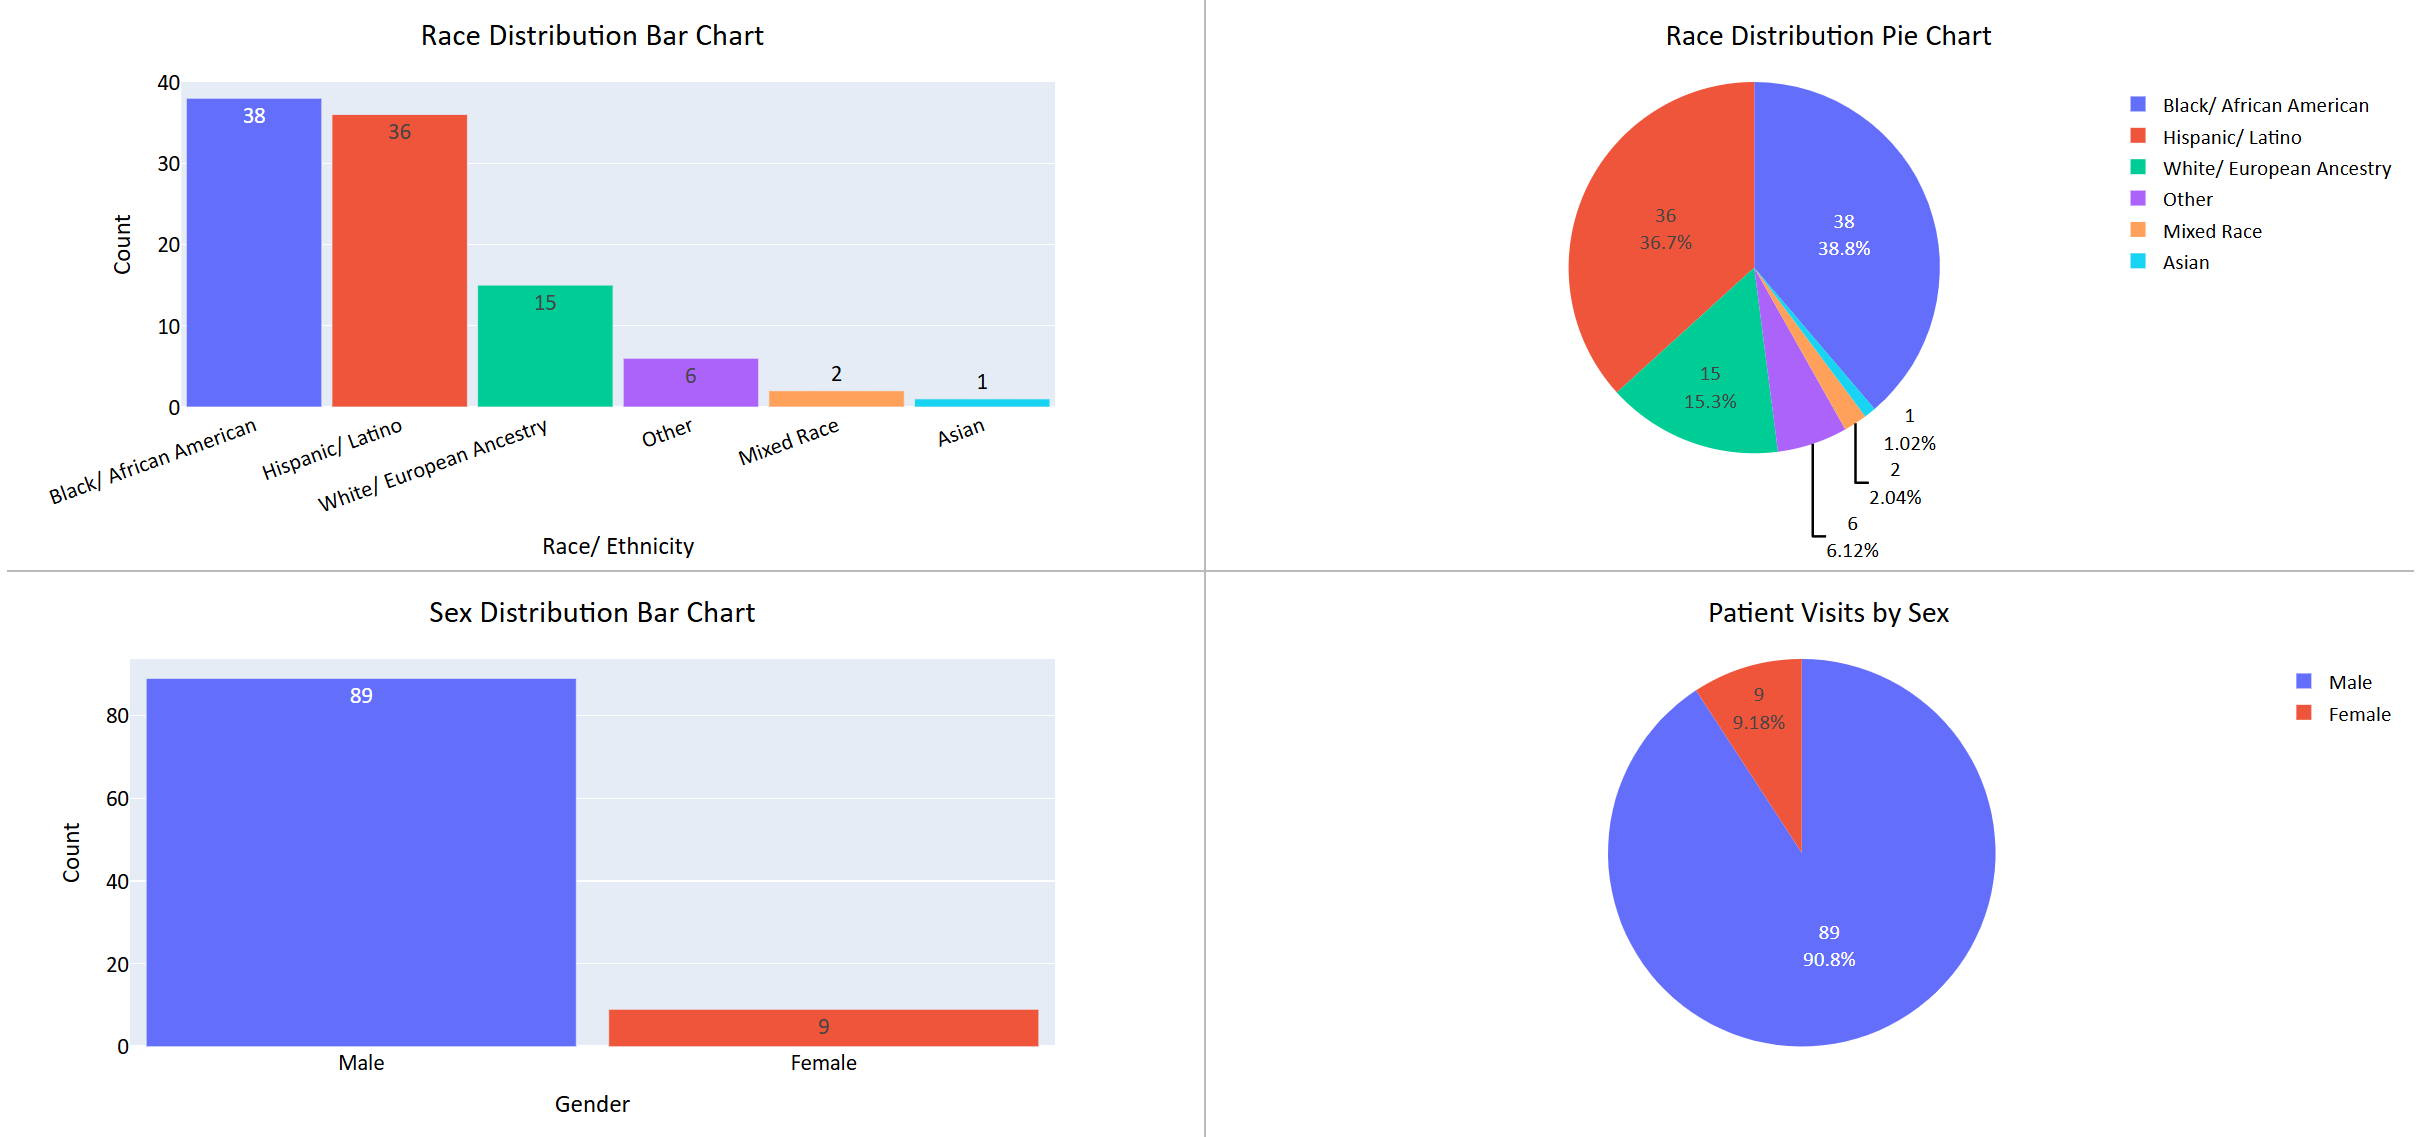 Race Distribution Bar Chart
40
30
20
10
0
Count
38
36
15
6
2
1
Black/ African American
Hispanic/ Latino
White/ European Ancestry
Other
Mixed Race
Asian
Race/ Ethnicity
Race Distribution Pie Chart
36
36.7%
38
38.8%
15
15.3%
1
1.02%
2
2.04%
6
6.12%
Black/ African American
Hispanic/ Latino
White/ European Ancestry
Other
Mixed Race
Asian
Sex Distribution Bar Chart
80
60
40
20
0
Count
89
9
Male
Female
Gender
Patient Visits by Sex
9
9.18%
89
90.8%
Male
Female